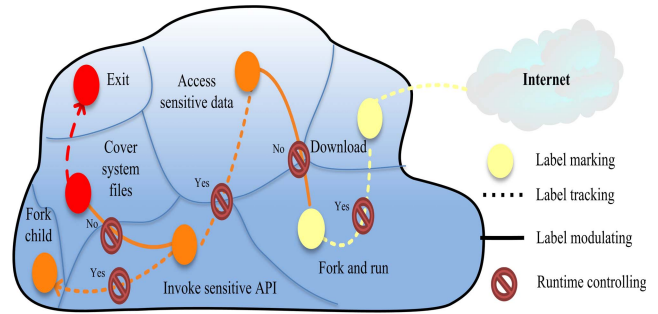 Exit
Access
sensitive data
Internet
Cover
system
files
No
Download
Label marking
Yes
Fork
child
No
Yes
Label tracking
Fork and run
Label modulating
Yes
Invoke sensitive API
Runtime controlling